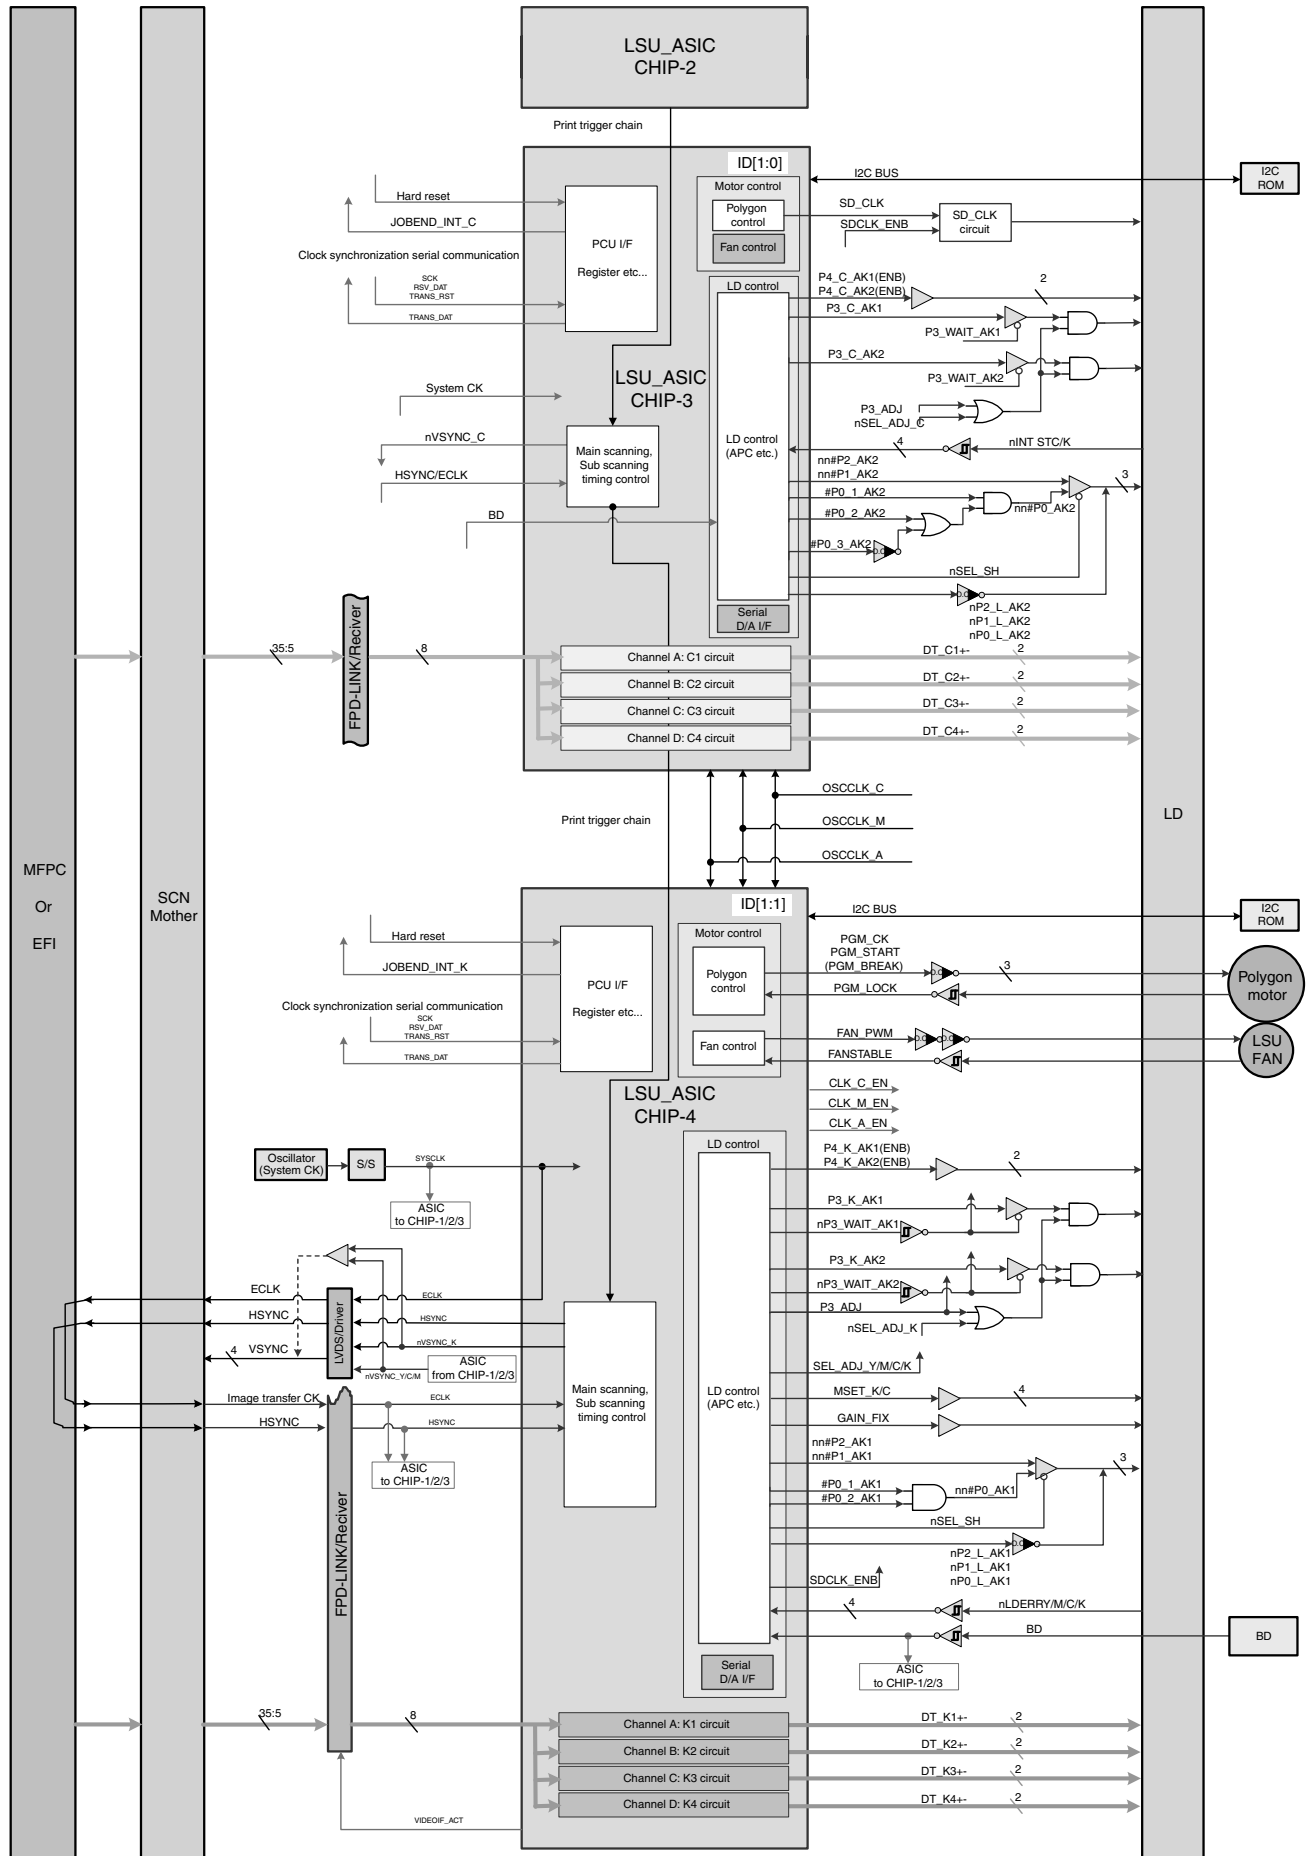 LSU_ASIC
CHIP-2
Print trigger chain
ID[1:0]
Motor control
Polygon
control
Fan control
I2C BUS
I2C
ROM
SD_CLK
SDCLK_ENB
SD_CLK
circuit
Hard reset
JOBEND_INT_C
Clock synchronization serial communication
SCK
RSV_DAT
TRANS_RST
TRANS_DAT
PCU I/F
Register etc...
LD control
P4_C_AK1(ENB)
P4_C_AK2(ENB)
2
P3_C_AK1
P3_WAIT_AK1
P3_C_AK2
P3_WAIT_AK2
P3_ADJ
nSEL_ADJ_C
LSU_ASIC
CHIP-3
System CK
nVSYNC_C
HSYNC/ECLK
BD
Main scanning,
Sub scanning
timing control
LD control
(APC etc.)
4
nINT STC/K
nn#P2_AK2
nn#P1_AK2
#P0_1_AK2
#P0_2_AK2
#P0_3_AK2
nn#P0_AK2
3
nSEL_SH
nP2_L_AK2
nP1_L_AK2
nP0_L_AK2
Serial
D/A I/F
35:5
FPD-LINK/Reciver
8
Channel A: C1 circuit
Channel B: C2 circuit
Channel C: C3 circuit
Channel D: C4 circuit
DT_C1+-
2
DT_C2+-
2
DT_C3+-
2
DT_C4+-
2
OSCCLK_C
OSCCLK_M
OSCCLK_A
Print trigger chain
LD
MFPC
Or
EFI
SCN
Mother
ID[1:1]
Motor control
Polygon
control
Fan control
I2C BUS
I2C
ROM
PGM_CK
PGM_START
(PGM_BREAK)
3
PGM_LOCK
Polygon
motor
FAN_PWM
FANSTABLE
LSU
FAN
CLK_C_EN
CLK_M_EN
CLK_A_EN
Hard reset
JOBEND_INT_K
Clock synchronization serial communication
SCK
RSV_DAT
TRANS_RST
TRANS_DAT
PCU I/F
Register etc...
LSU_ASIC
CHIP-4
LD control
P4_K_AK1(ENB)
P4_K_AK2(ENB)
2
P3_K_AK1
nP3_WAIT_AK1
P3_K_AK2
nP3_WAIT_AK2
P3_ADJ
nSEL_ADJ_K
Oscillator
(System CK)
S/S
SYSCLK
ASIC
to CHIP-1/2/3
ECLK
HSYNC
VSYNC
4
LVDS/Driver
ECLK
HSYNC
nVSYNC_K
nVSYNC_Y/C/M
ASIC
from CHIP-1/2/3
Image transfer CK
HSYNC
ECLK
HSYNC
ASIC
to CHIP-1/2/3
FPD-LINK/Reciver
Main scanning,
Sub scanning
timing control
LD control
(APC etc.)
SEL_ADJ_Y/M/C/K
MSET_K/C
4
GAIN_FIX
nn#P2_AK1
nn#P1_AK1
#P0_1_AK1
#P0_2_AK1
nn#P0_AK1
3
nSEL_SH
nP2_L_AK1
nP1_L_AK1
nP0_L_AK1
SDCLK_ENB
4
nLDERRY/M/C/K
BD
BD
ASIC
to CHIP-1/2/3
Serial
D/A I/F
35:5
8
Channel A: K1 circuit
Channel B: K2 circuit
Channel C: K3 circuit
Channel D: K4 circuit
DT_K1+-
2
DT_K2+-
2
DT_K3+-
2
DT_K4+-
2
VIDEOIF_ACT